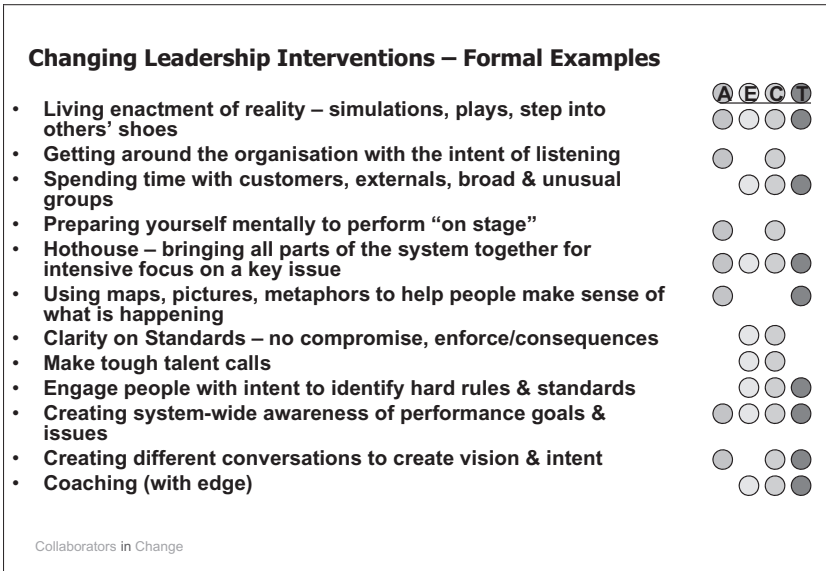 Changing Leadership Interventions – Formal Examples
A E C T
• Living enactment of reality – simulations, plays, step into
others’ shoes
• Getting around the organisation with the intent of listening
• Spending time with customers, externals, broad & unusual
groups
• Preparing yourself mentally to perform “on stage”
• Hothouse – bringing all parts of the system together for
intensive focus on a key issue
• Using maps, pictures, metaphors to help people make sense of
what is happening
• Clarity on Standards – no compromise, enforce/consequences
• Make tough talent calls
• Engage people with intent to identify hard rules & standards
• Creating system-wide awareness of performance goals &
issues
• Creating different conversations to create vision & intent
• Coaching (with edge)
Collaborators in Change